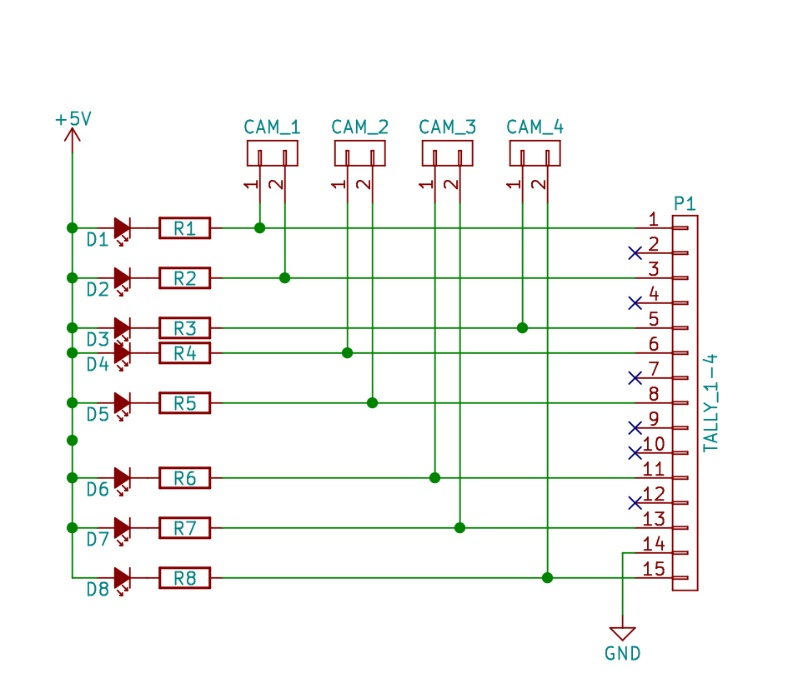 +5V
CAM_1 CAM_2 CAM_3 CAM_4
1 2 1 2 1 2 1 2
P1
D1 R1 1
2
D2 R2 3
4
D3 R3 5
D4 R4 6
7
D5 R5 8
9
10
D6 R6 11
12
D7 R7 13
14
D8 R8 15
TALLY_1-4
GND